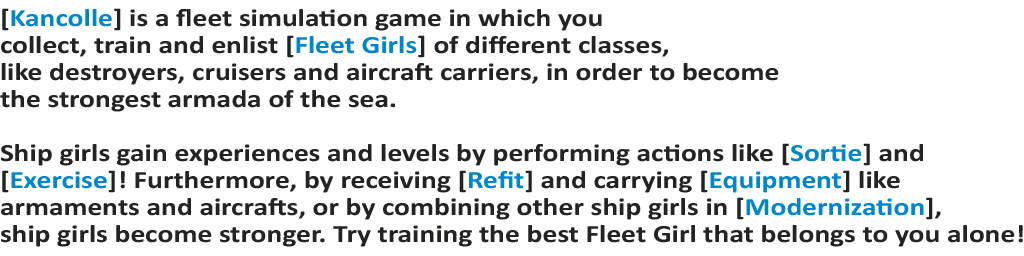 [Kancolle] is a fleet simulation game in which you
collect, train and enlist [Fleet Girls] of different classes,
like destroyers, cruisers and aircraft carriers, in order to become
the strongest armada of the sea.
Ship girls gain experiences and levels by performing actions like [Sortie] and
[Exercise]! Furthermore, by receiving [Refit] and carrying [Equipment] like
armaments and aircrafts, or by combining other ship girls in [Modernization],
ship girls become stronger. Try training the best Fleet Girl that belongs to you alone!